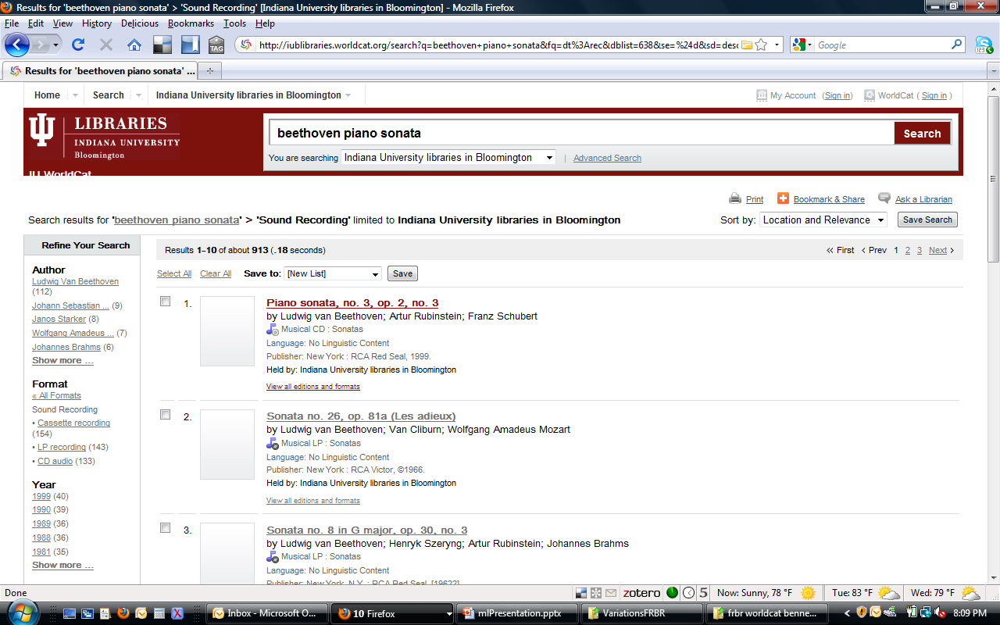 Results for 'beethoven piano sonata' > 'Sound Recording' [Indiana University libraries in Bloomington] - Mozilla Firefox
File Edit View History Delicious Bookmarks Tools Help
TAG http://iublibraries.worldcat.org/search?q=beethoven+piano+sonata&fq=dt%3Arec&dblist=638&se=%24d&sd=desc Google
Results for 'beethoven piano sonata' ...
Home Search Indiana University libraries in Bloomington My Account (Sign in) WorldCat ( Sign in )
LIBRARIES
INDIANA UNIVERSITY
Bloomington
IU WorldCat
beethoven piano sonata Search
You are searching Indiana University libraries in Bloomington | Advanced Search
Print Bookmark & Share Ask a Librarian
Search results for 'beethoven piano sonata' > 'Sound Recording' limited to Indiana University libraries in Bloomington Sort by: Location and Relevance Save Search
Refine Your Search
Results 1-10 of about 913 (.18 seconds) « First ‹ Prev 1 2 3 Next ›
Select All Clear All Save to: [New List] Save
Author
Ludwig Van Beethoven
(112)
Johann Sebastian ... (9)
Janos Starker (8)
Wolfgang Amadeus ... (7)
Johannes Brahms (6)
Show more ...
Format
« All Formats
Sound Recording
• Cassette recording
(154)
• LP recording (143)
• CD audio (133)
Year
1999 (40)
1990 (39)
1989 (36)
1988 (36)
1981 (35)
Show more ...
1. Piano sonata, no. 3, op. 2, no. 3
by Ludwig van Beethoven; Artur Rubinstein; Franz Schubert
Musical CD : Sonatas
Language: No Linguistic Content
Publisher: New York : RCA Red Seal, 1999.
Held by: Indiana University libraries in Bloomington
View all editions and formats
2. Sonata no. 26, op. 81a (Les adieux)
by Ludwig van Beethoven; Van Cliburn; Wolfgang Amadeus Mozart
Musical LP : Sonatas
Language: No Linguistic Content
Publisher: New York : RCA Victor, ©1966.
Held by: Indiana University libraries in Bloomington
View all editions and formats
3. Sonata no. 8 in G major, op. 30, no. 3
by Ludwig van Beethoven; Henryk Szeryng; Artur Rubinstein; Johannes Brahms
Musical LP : Sonatas
Language: No Linguistic Content
Publisher: New York, N.Y. : RCA Red Seal, [1962?]
Done zotero 5 Now: Sunny, 78 °F Tue: 83 °F Wed: 79 °F
Inbox - Microsoft O... 10 Firefox mlPresentation.pptx VariationsFRBR frbr worldcat benne... 8:09 PM